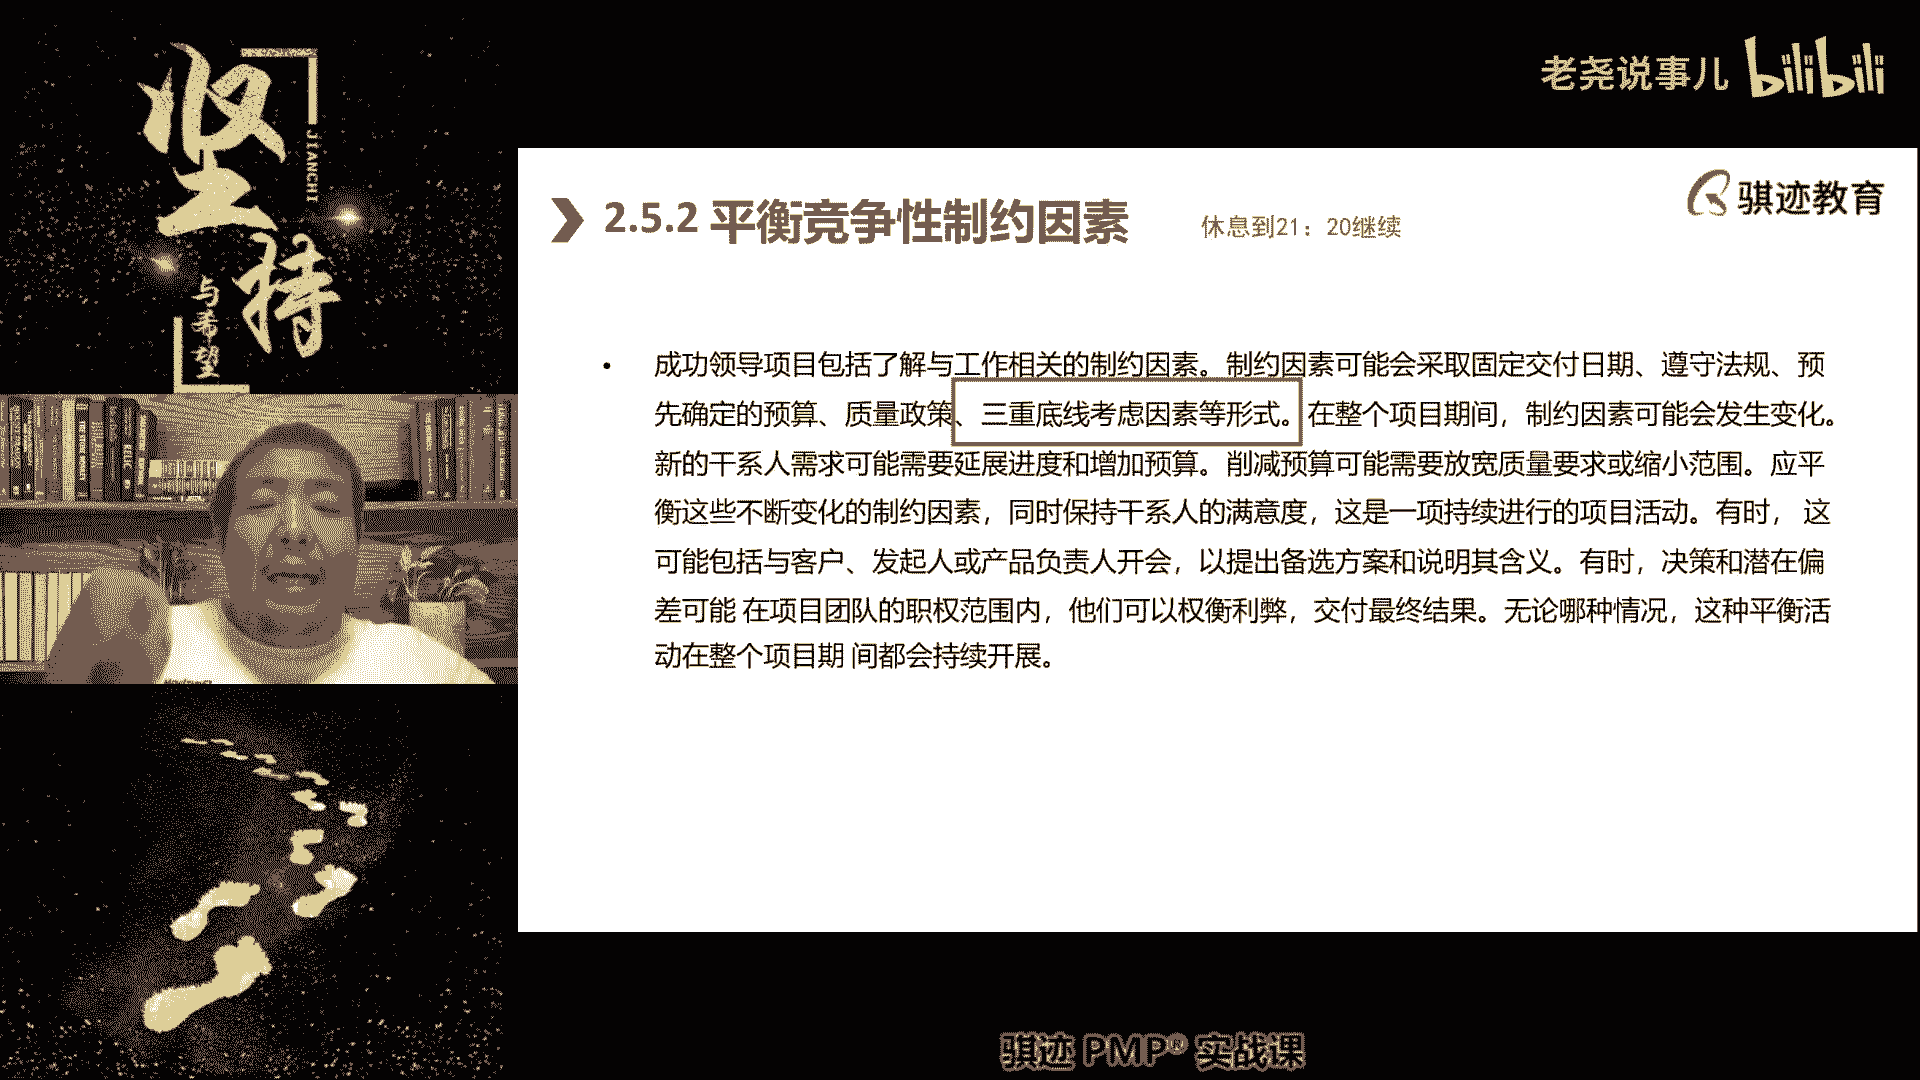 坚持
JIANCHI
与希望
老尧说事儿 bilibili
骐迹教育
2.5.2 平衡竞争性制约因素
休息到21：20继续
• 成功领导项目包括了解与工作相关的制约因素。制约因素可能会采取固定交付日期、遵守法规、预
先确定的预算、质量政策、三重底线考虑因素等形式。在整个项目期间，制约因素可能会发生变化。
新的干系人需求可能需要延展进度和增加预算。削减预算可能需要放宽质量要求或缩小范围。应平
衡这些不断变化的制约因素，同时保持干系人的满意度，这是一项持续进行的项目活动。有时， 这
可能包括与客户、发起人或产品负责人开会，以提出备选方案和说明其含义。有时，决策和潜在偏
差可能 在项目团队的职权范围内，他们可以权衡利弊，交付最终结果。无论哪种情况，这种平衡活
动在整个项目期 间都会持续开展。
骐迹 PMP® 实战课